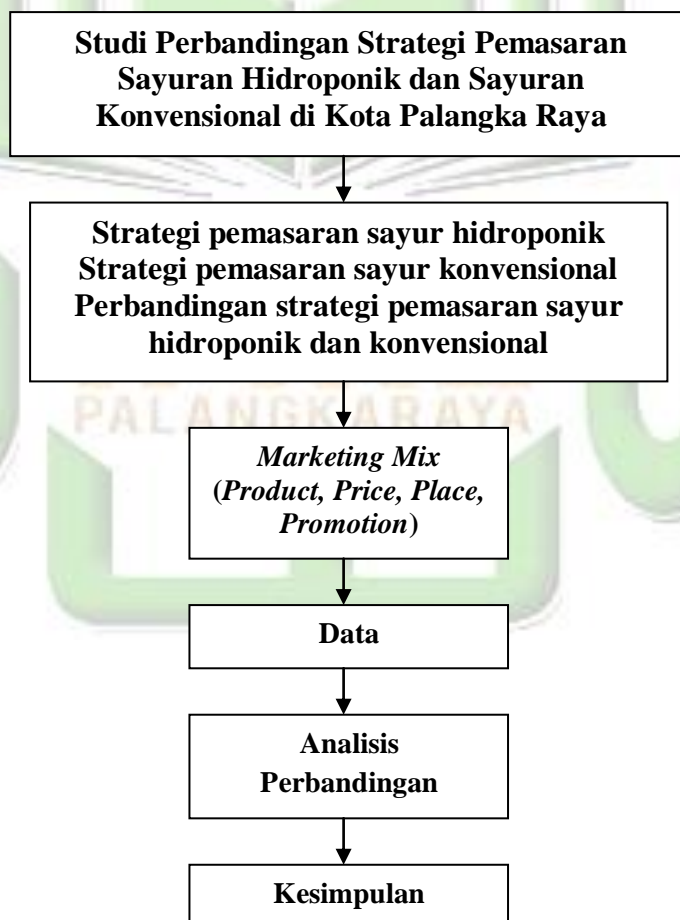 Studi Perbandingan Strategi Pemasaran
Sayuran Hidroponik dan Sayuran
Konvensional di Kota Palangka Raya
Strategi pemasaran sayur hidroponik
Strategi pemasaran sayur konvensional
Perbandingan strategi pemasaran sayur
hidroponik dan konvensional
PALANGKARAYA
Marketing Mix
(Product, Price, Place,
Promotion)
Data
Analisis
Perbandingan
Kesimpulan